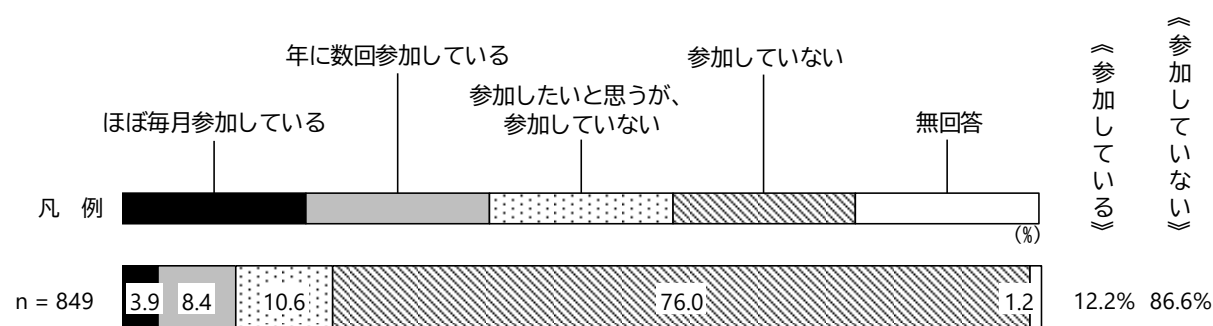 年に数回参加している
参加していない
参加したいと思うが、
参加していない
ほぼ毎月参加している
無回答
《参加している》
《参加していない》
凡　例
(%)
n = 849
3.9
8.4
10.6
76.0
1.2
12.2%
86.6%